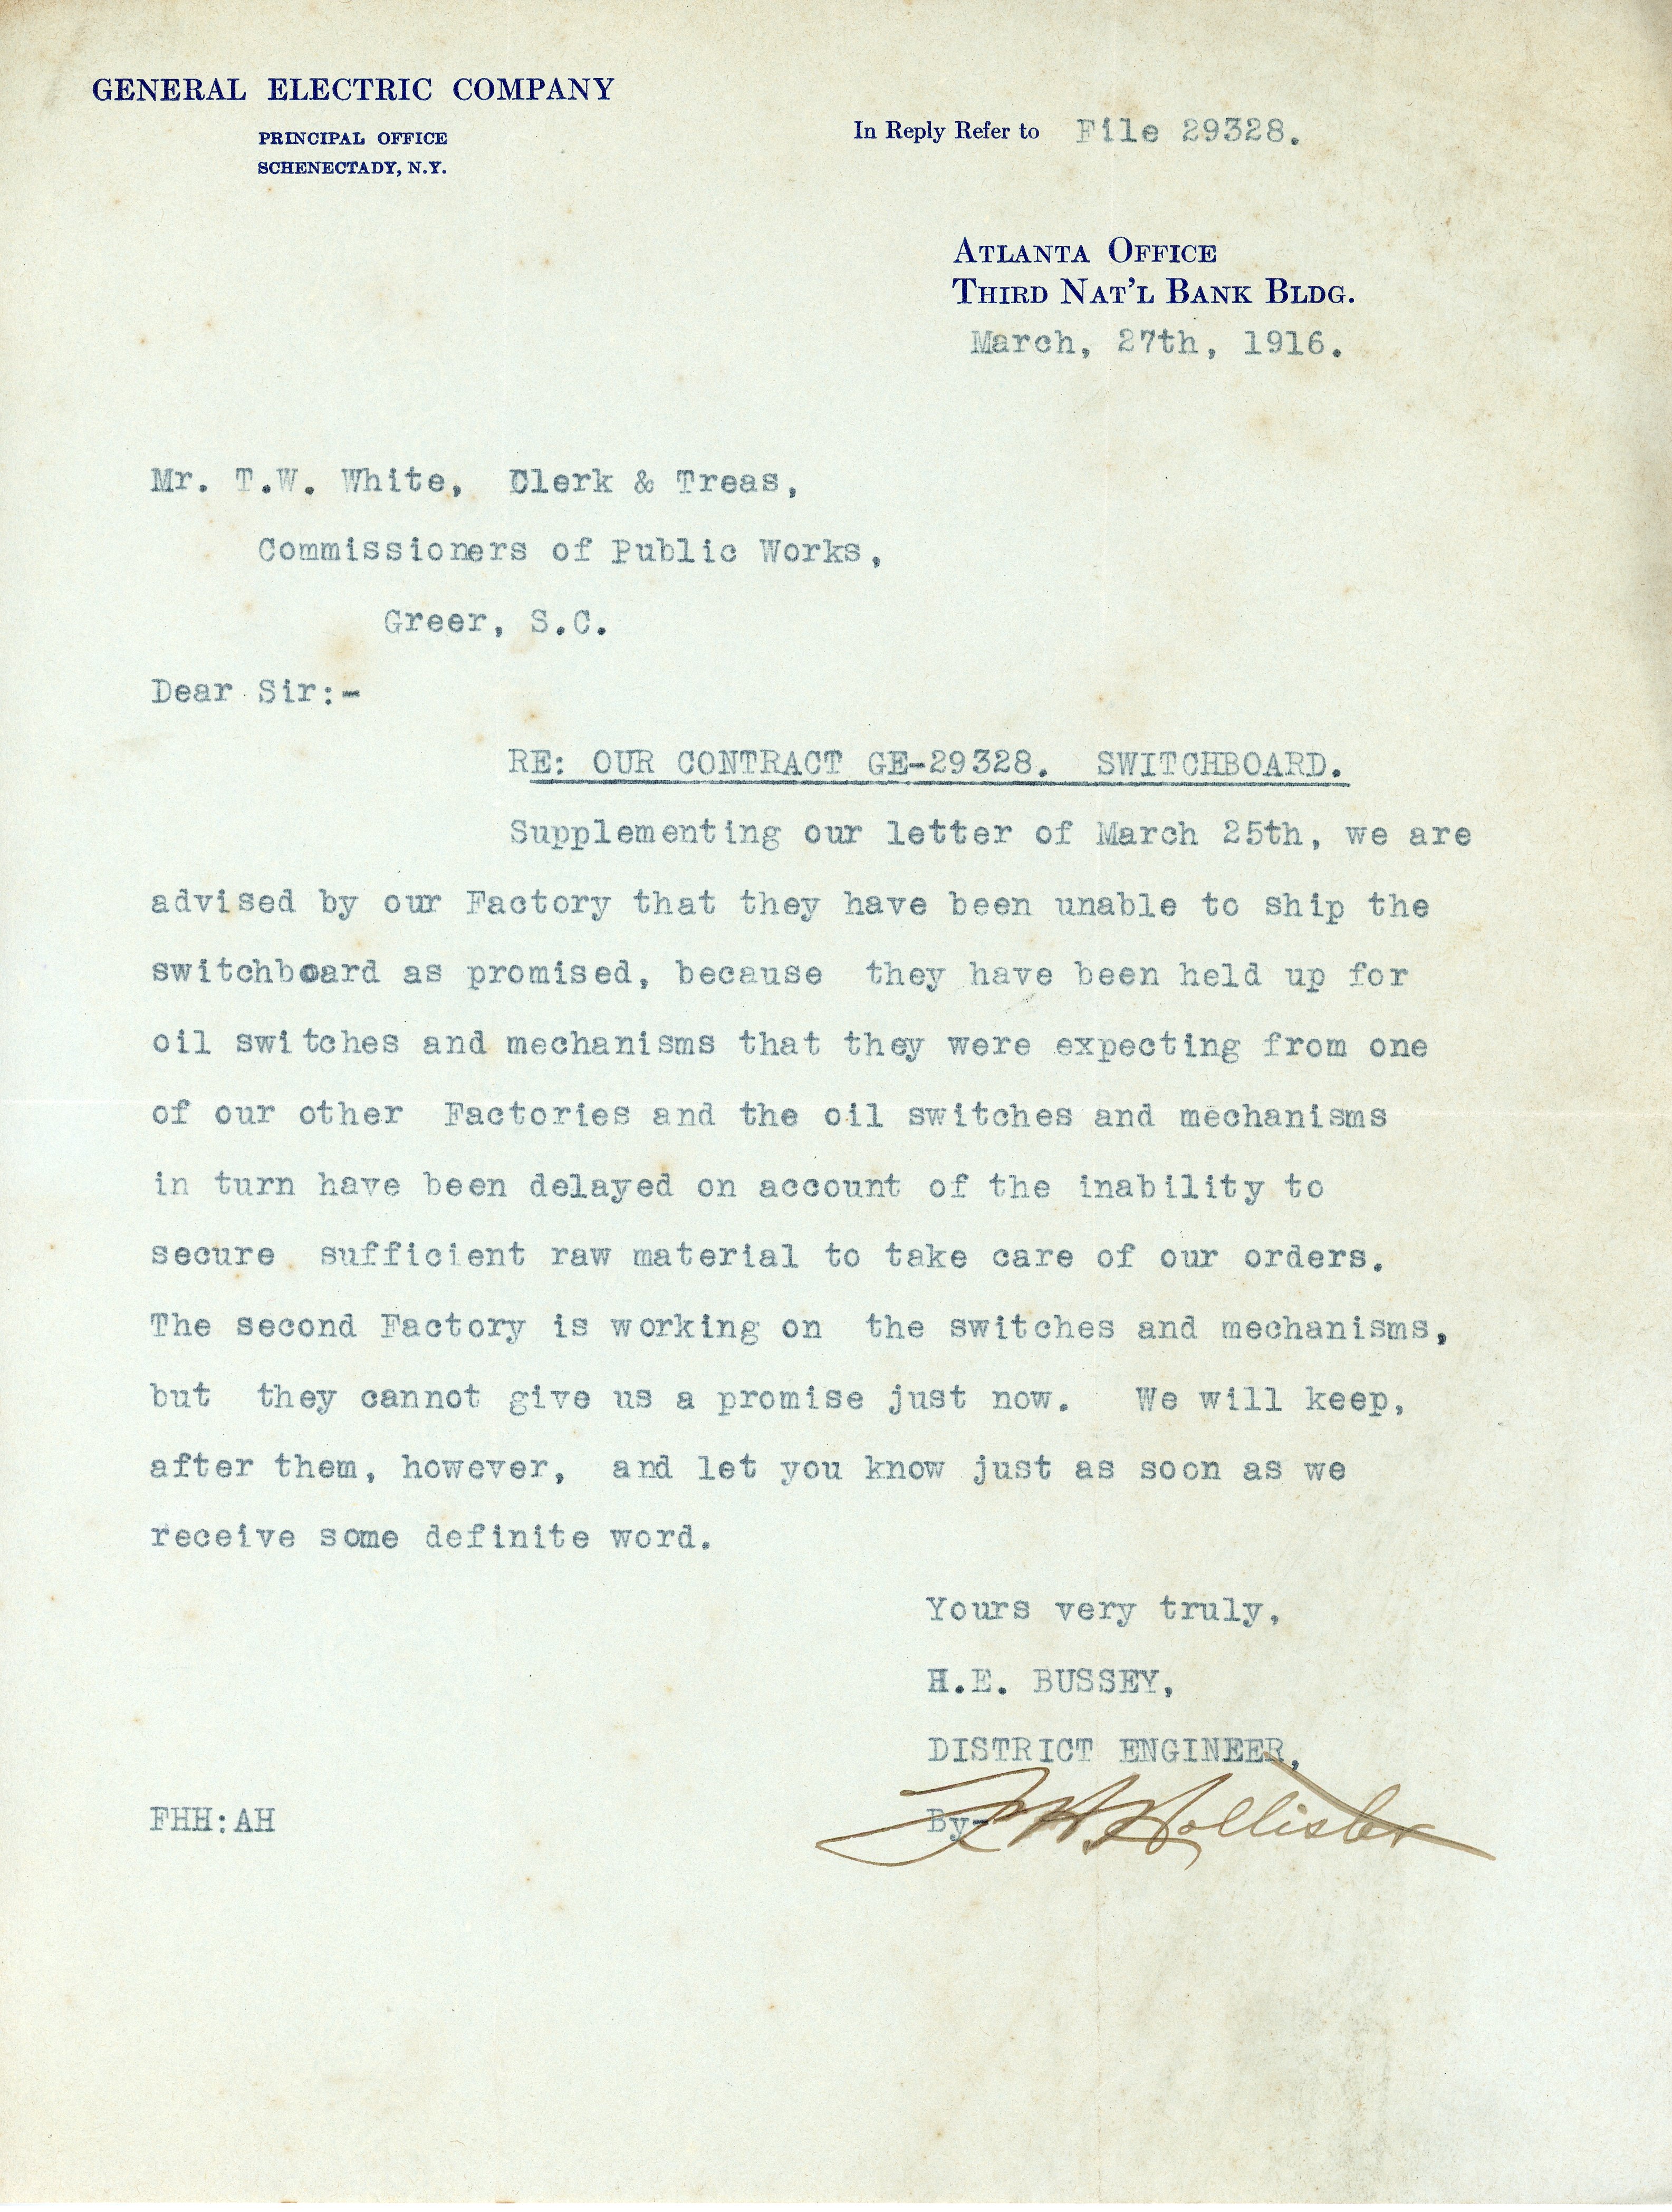 GENERAL ELECTRIC COMPANY
PRINCIPAL OFFICE
SCHENECTADY, N.Y.
In Reply Refer to File 29328.
ATLANTA OFFICE
THIRD NAT'L BANK BLDG.
March, 27th, 1916.
Mr. T.W. White, Clerk & Treas,
Commissioners of Public Works,
Greer, S.C.
Dear Sir:-
RE: OUR CONTRACT GE-29328. SWITCHBOARD.
Supplementing our letter of March 25th, we are
advised by our Factory that they have been unable to ship the
switchboard as promised, because they have been held up for
oil switches and mechanisms that they were expecting from one
of our other Factories and the oil switches and mechanisms
in turn have been delayed on account of the inability to
secure sufficient raw material to take care of our orders.
The second Factory is working on the switches and mechanisms,
but they cannot give us a promise just now. We will keep,
after them, however, and let you know just as soon as we
receive some definite word.
Yours very truly,
H.E. BUSSEY,
DISTRICT ENGINEER,
By- F H Hollister
FHH:AH